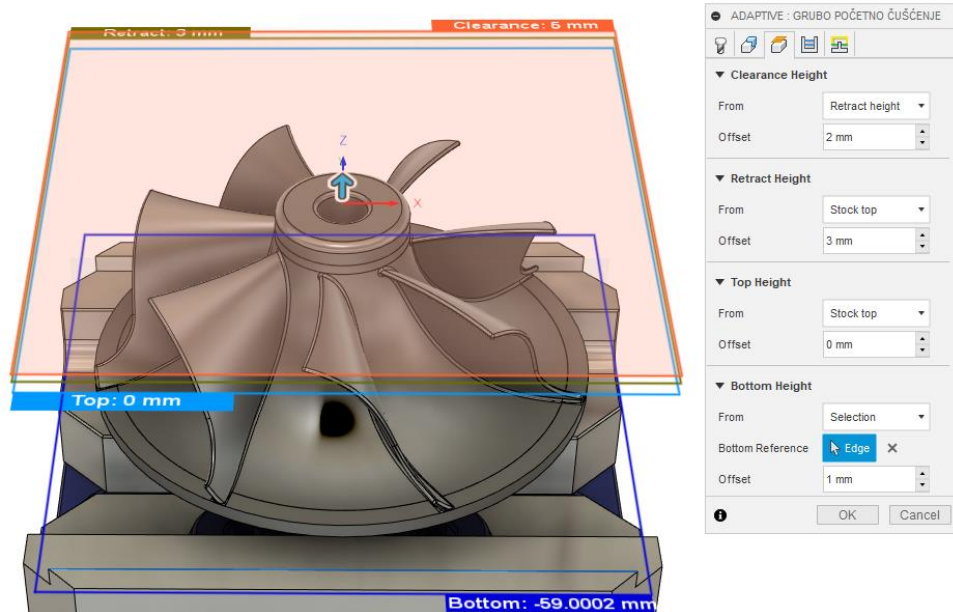 Retract: 3 mm
Clearance: 5 mm
Z
X
Top: 0 mm
Bottom: -59.0002 mm
ADAPTIVE : GRUBO POČETNO ČUŠĆENJE
Clearance Height
From Retract height
Offset 2 mm
Retract Height
From Stock top
Offset 3 mm
Top Height
From Stock top
Offset 0 mm
Bottom Height
From Selection
Bottom Reference Edge
Offset 1 mm
OK Cancel